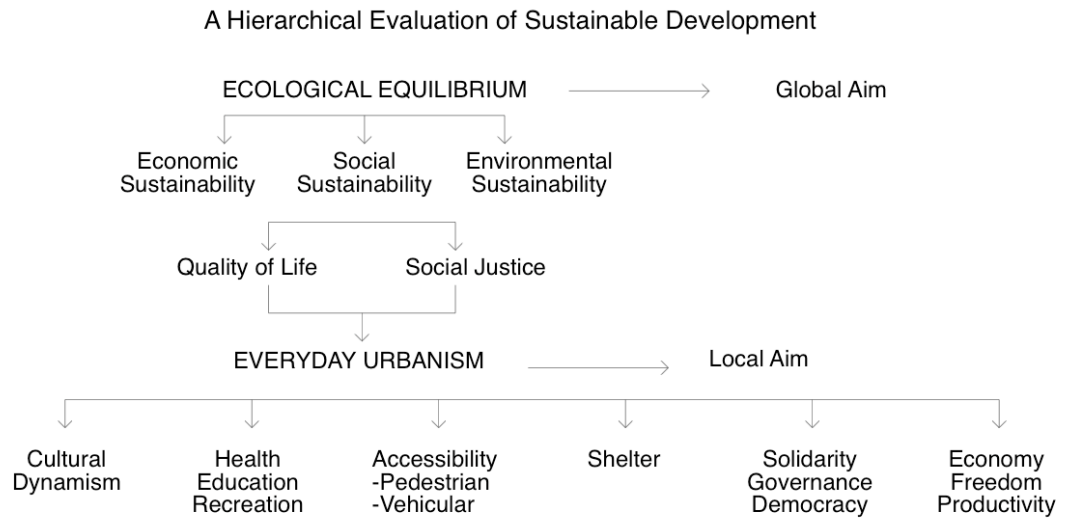 A Hierarchical Evaluation of Sustainable Development
ECOLOGICAL EQUILIBRIUM
Global Aim
Economic
Sustainability
Social
Sustainability
Environmental
Sustainability
Quality of Life
Social Justice
EVERYDAY URBANISM
Local Aim
Cultural
Dynamism
Health
Education
Recreation
Accessibility
-Pedestrian
-Vehicular
Shelter
Solidarity
Governance
Democracy
Economy
Freedom
Productivity